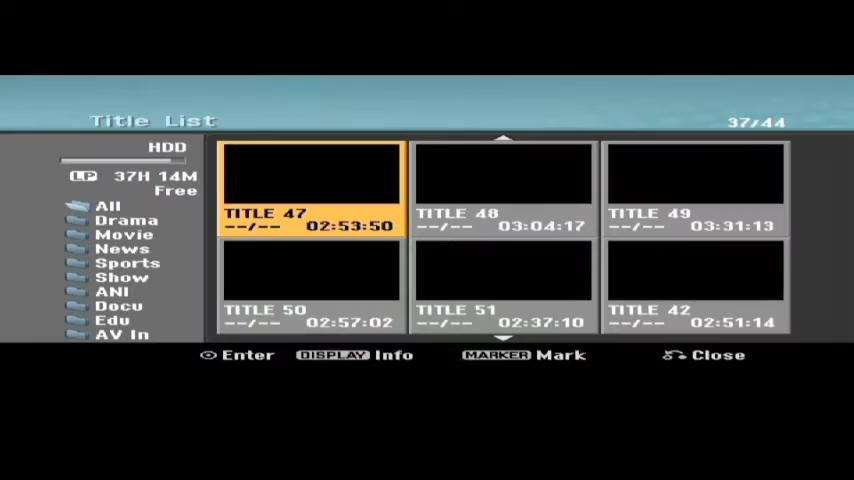 Title List
37/44
HDD
LP 37H 14M
Free
All
Drama
Movie
News
Sports
Show
ANI
Docu
Edu
AV In
TITLE 47
--/-- 02:53:50
TITLE 48
--/-- 03:04:17
TITLE 49
--/-- 03:31:13
TITLE 50
--/-- 02:57:02
TITLE 51
--/-- 02:37:10
TITLE 42
--/-- 02:51:14
Enter DISPLAY Info MARKER Mark Close